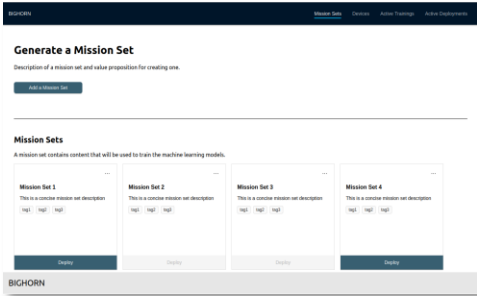 BIGHORN
Mission Sets Devices Active Trainings Active Deployments
Generate a Mission Set
Description of a mission set and value proposition for creating one.
Add a Mission Set
Mission Sets
A mission set contains content that will be used to train the machine learning models.
...
Mission Set 1
This is a concise mission set description
tag1 tag2 tag3
Deploy
...
Mission Set 2
This is a concise mission set description
tag1 tag2 tag3
Deploy
...
Mission Set 3
This is a concise mission set description
tag1 tag2 tag3
Deploy
...
Mission Set 4
This is a concise mission set description
tag1 tag2 tag3
Deploy
BIGHORN